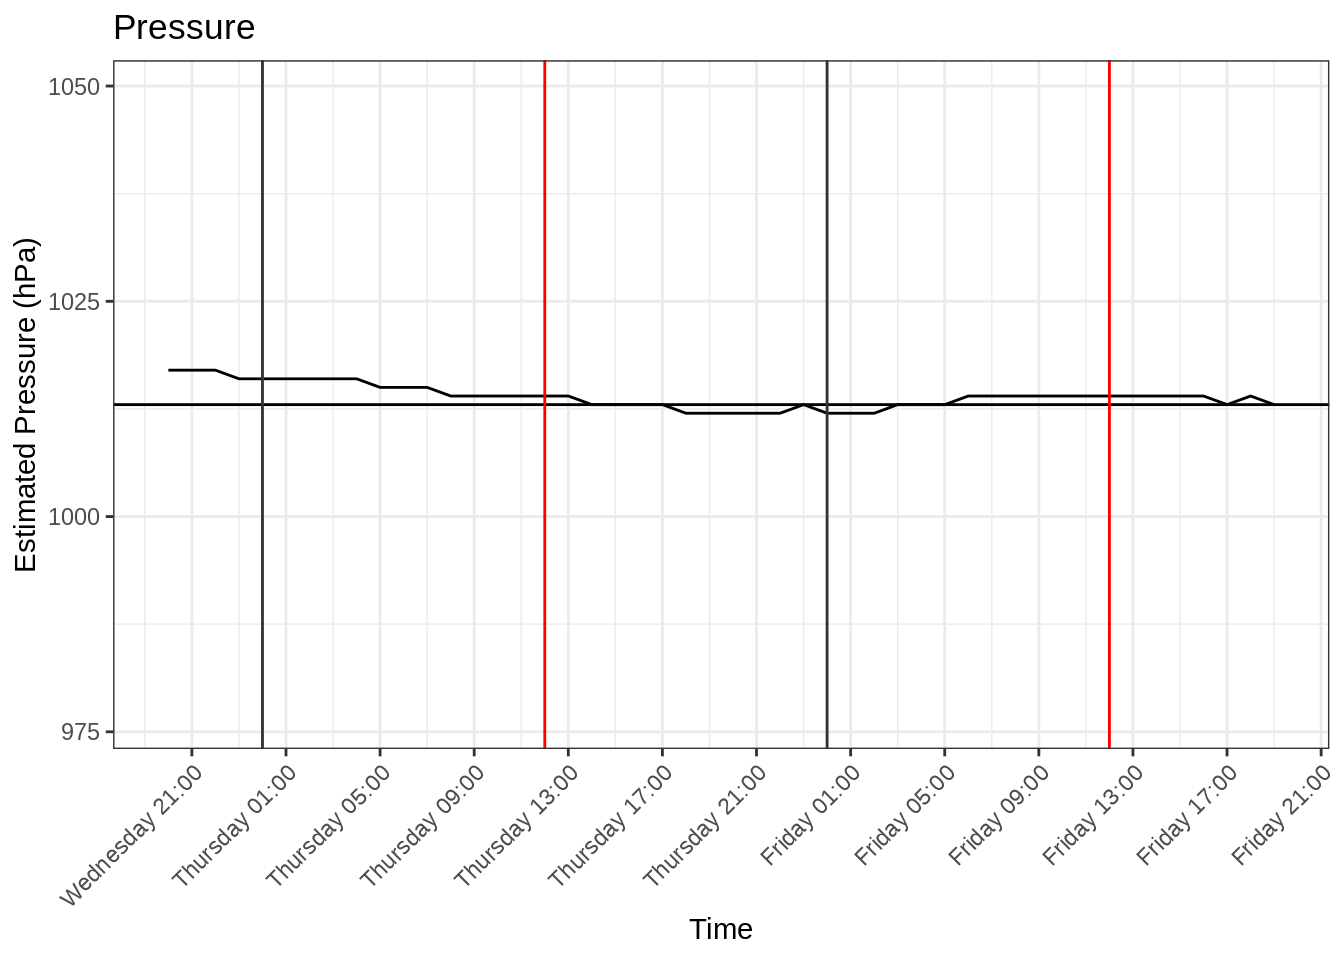 Pressure
Estimated Pressure (hPa)
1050
1025
1000
975
Wednesday 21:00
Thursday 01:00
Thursday 05:00
Thursday 09:00
Thursday 13:00
Thursday 17:00
Thursday 21:00
Friday 01:00
Friday 05:00
Friday 09:00
Friday 13:00
Friday 17:00
Friday 21:00
Time